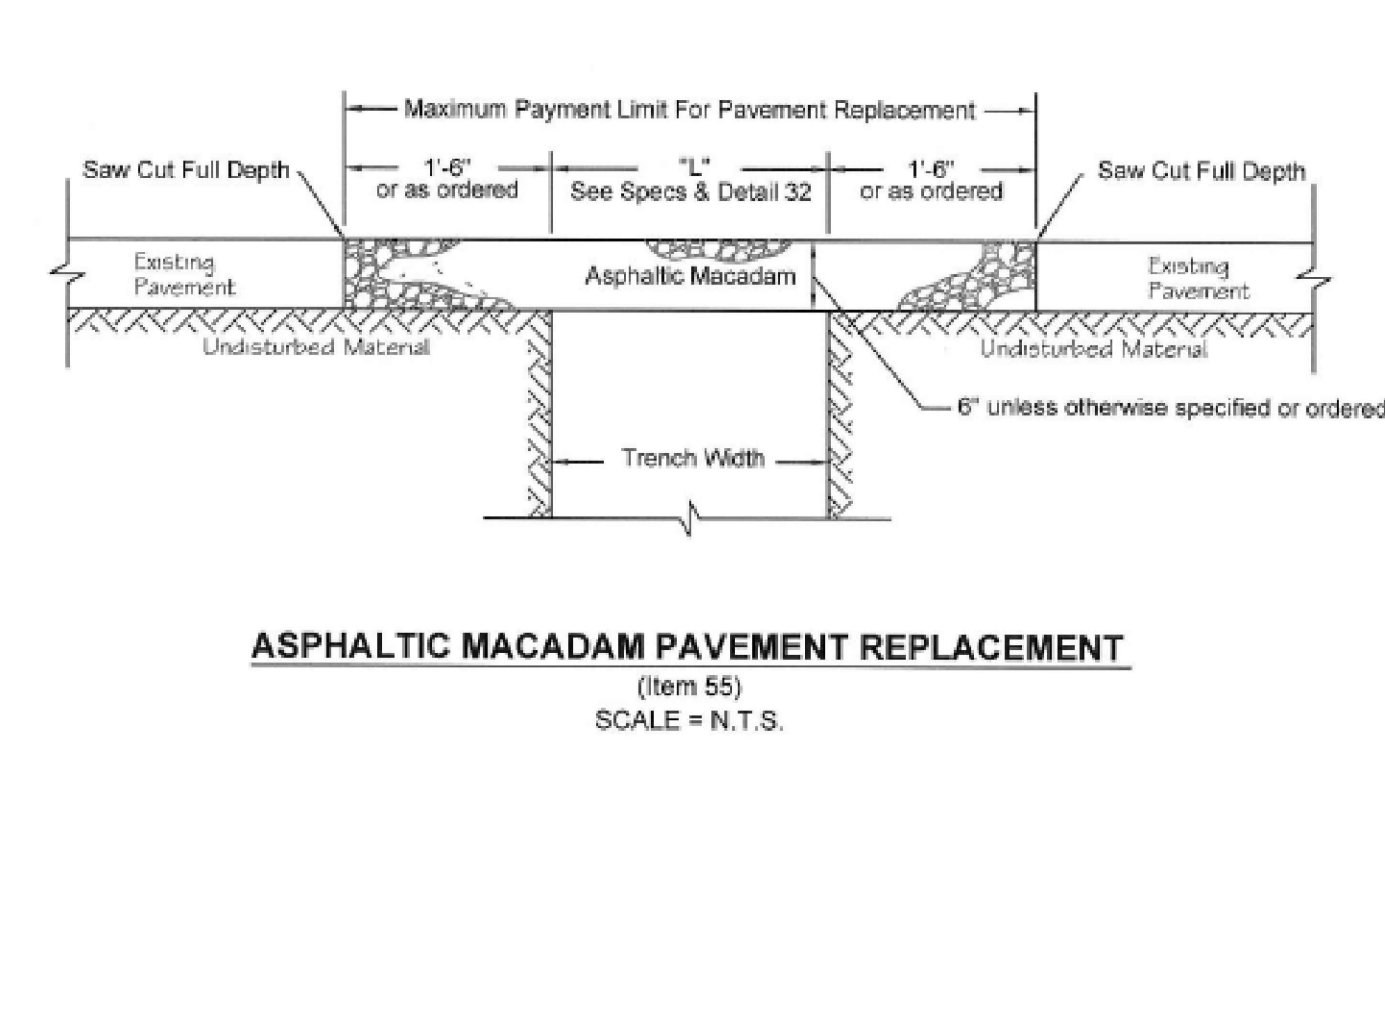 Maximum Payment Limit For Pavement Replacement
Saw Cut Full Depth
1'-6"
or as ordered
"L"
See Specs & Detail 32
1'-6"
or as ordered
Saw Cut Full Depth
Existing
Pavement
Asphaltic Macadam
Existing
Pavement
Undisturbed Material
Undisturbed Material
6" unless otherwise specified or ordered
Trench Width
ASPHALTIC MACADAM PAVEMENT REPLACEMENT
(Item 55)
SCALE = N.T.S.